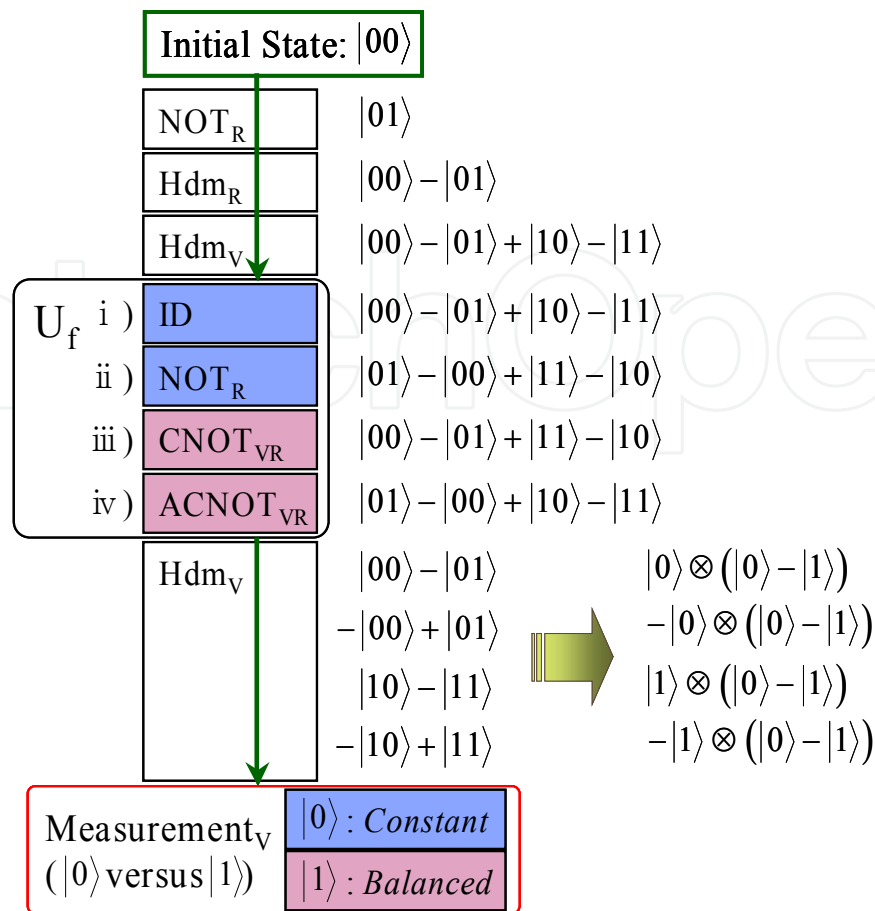 Initial State: |00⟩
NOT_R |01⟩
Hdm_R |00⟩−|01⟩
Hdm_V |00⟩−|01⟩+|10⟩−|11⟩
U_f i ) ID |00⟩−|01⟩+|10⟩−|11⟩
ii ) NOT_R |01⟩−|00⟩+|11⟩−|10⟩
iii ) CNOT_VR |00⟩−|01⟩+|11⟩−|10⟩
iv ) ACNOT_VR |01⟩−|00⟩+|10⟩−|11⟩
Hdm_V |00⟩−|01⟩ |0⟩⊗(|0⟩−|1⟩)
−|00⟩+|01⟩ −|0⟩⊗(|0⟩−|1⟩)
|10⟩−|11⟩ |1⟩⊗(|0⟩−|1⟩)
−|10⟩+|11⟩ −|1⟩⊗(|0⟩−|1⟩)
Measurement_V |0⟩ : Constant
(|0⟩ versus |1⟩) |1⟩ : Balanced